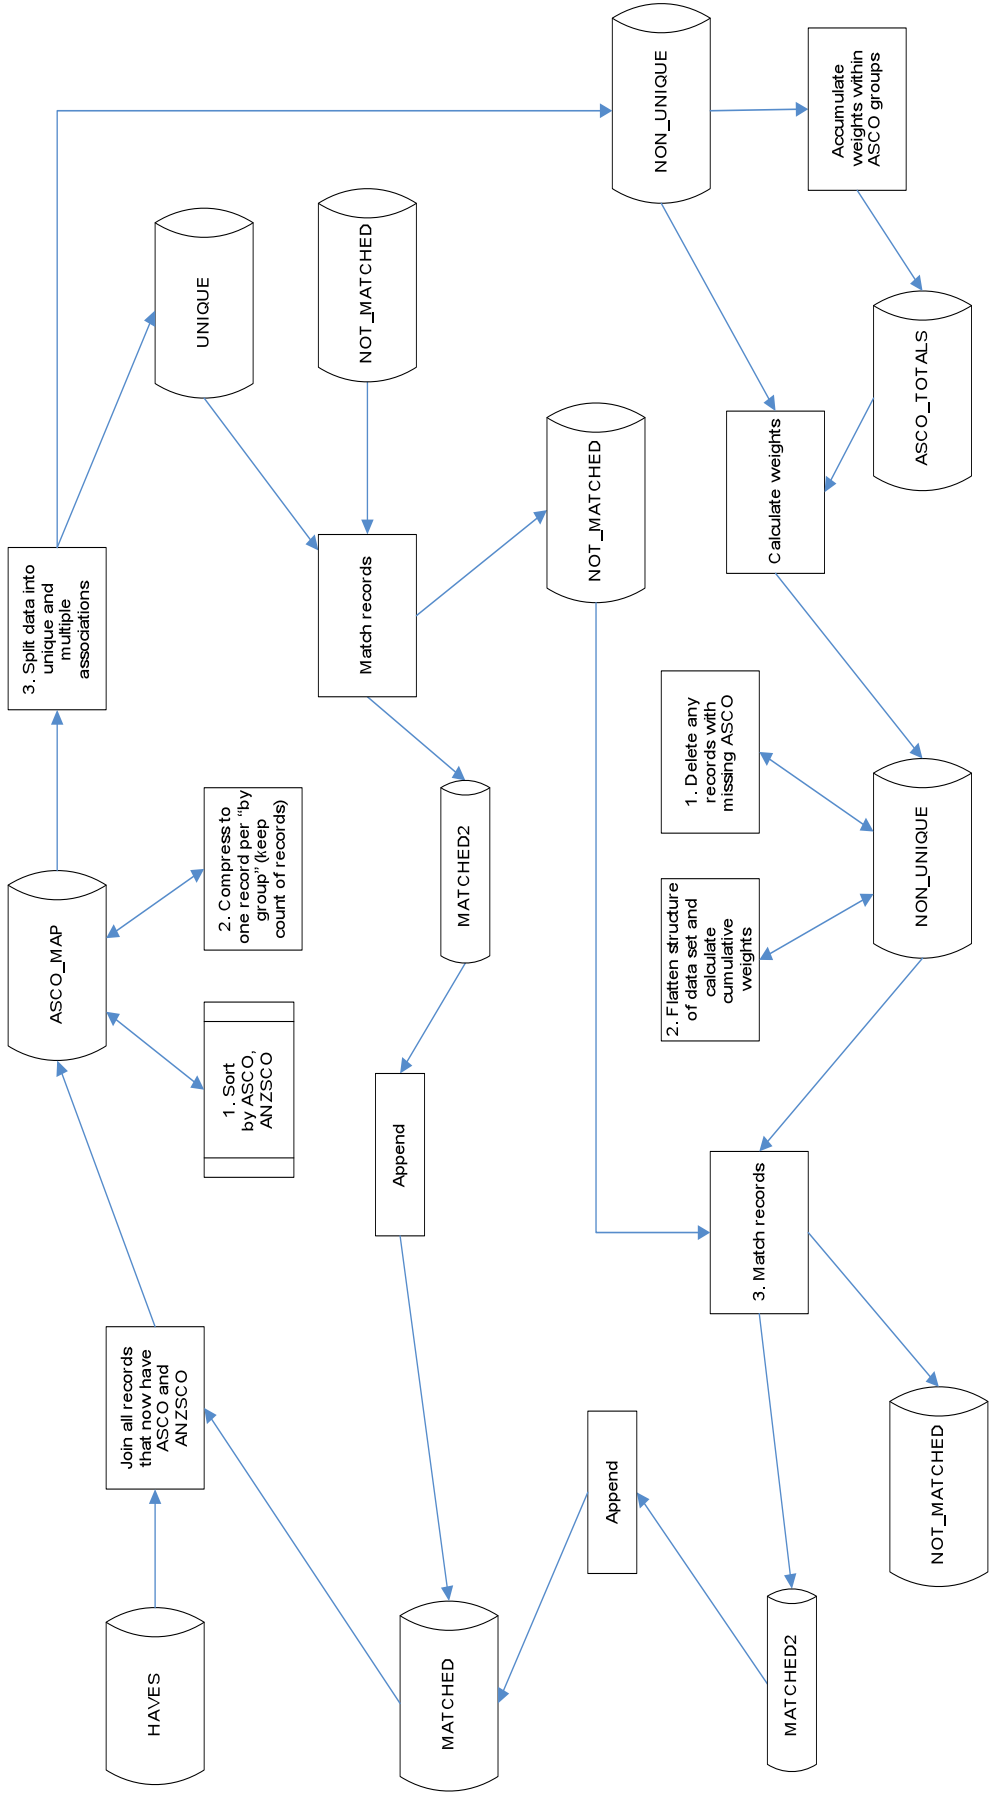 HAVES
Join all records
that now have
ASCO and
ANZSCO
ASCO_MAP
1. Sort
by ASCO,
ANZSCO
2. Compress to
one record per “by
group” (keep
count of records)
3. Split data into
unique and
multiple
associations
UNIQUE
NOT_MATCHED
Match records
MATCHED2
Append
MATCHED
NOT_MATCHED
NON_UNIQUE
Accumulate
weights within
ASCO groups
ASCO_TOTALS
Calculate weights
NON_UNIQUE
1. Delete any
records with
missing ASCO
2. Flatten structure
of data set and
calculate
cumulative
weights
3. Match records
NOT_MATCHED
MATCHED2
Append